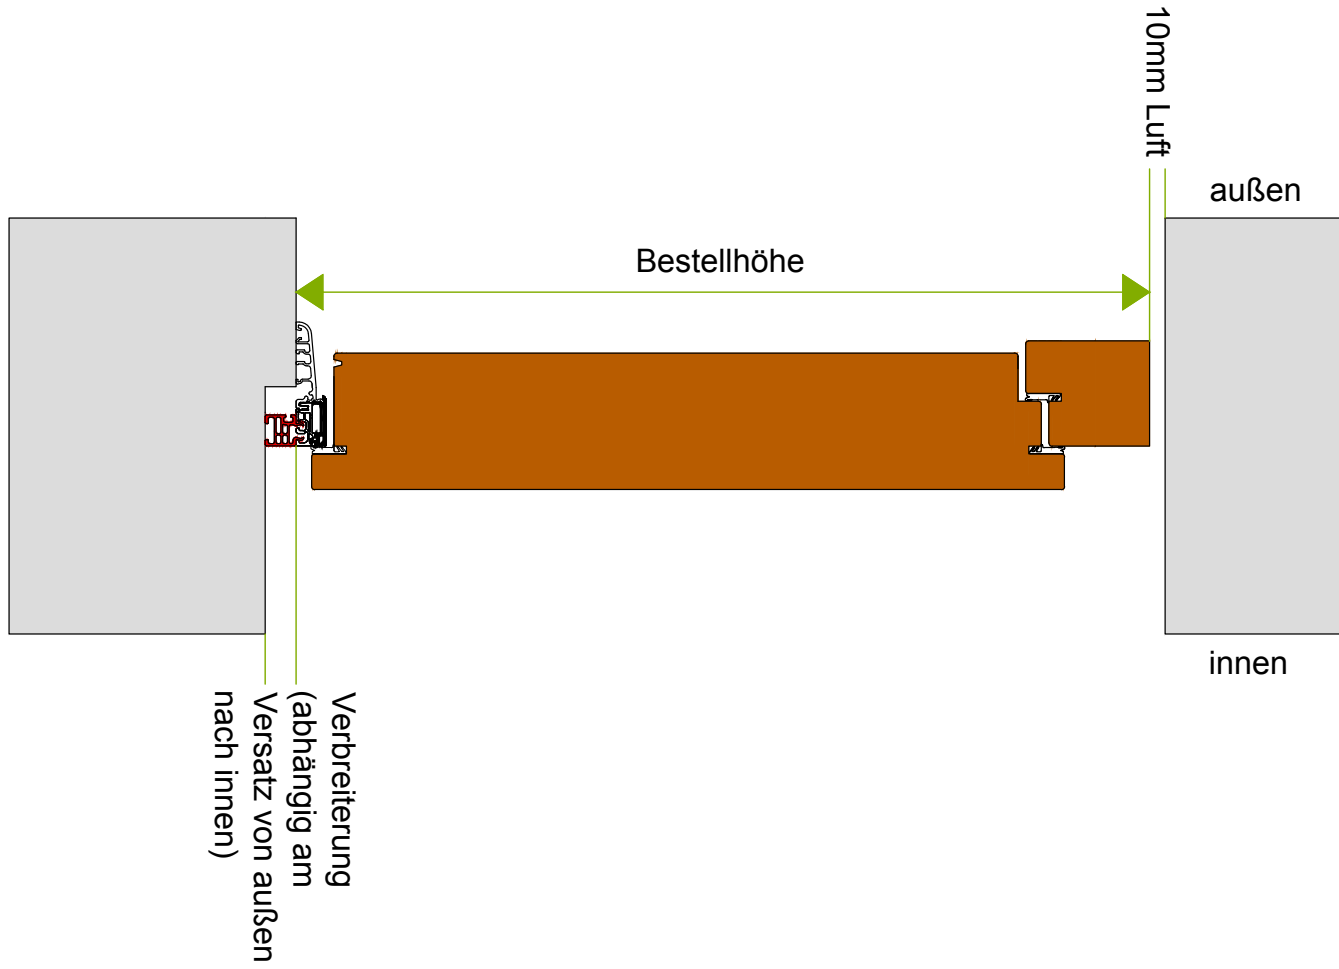 10mm Luft
außen
Bestellhöhe
innen
Verbreiterung
(abhängig am
Versatz von außen
nach innen)